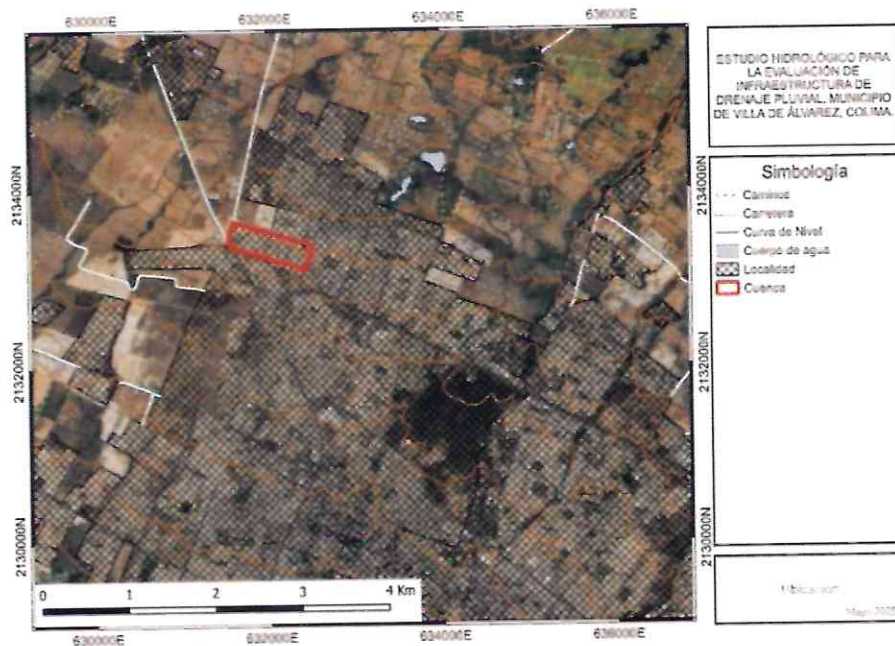 630000E 632000E 634000E 636000E
ESTUDIO HIDROLÓGICO PARA
LA EVALUACIÓN DE
INFRAESTRUCTURA DE
DRENAJE PLUVIAL, MUNICIPIO
DE VILLA DE ÁLVAREZ, COLIMA.
Simbología
Caminos
Carretera
Curva de Nivel
Cuerpo de agua
Localidad
Cuenca
2134000N 2134000N
2132000N 2132000N
2130000N 2130000N
0 1 2 3 4 Km
Ubicación
Mayo
630000E 632000E 634000E 636000E